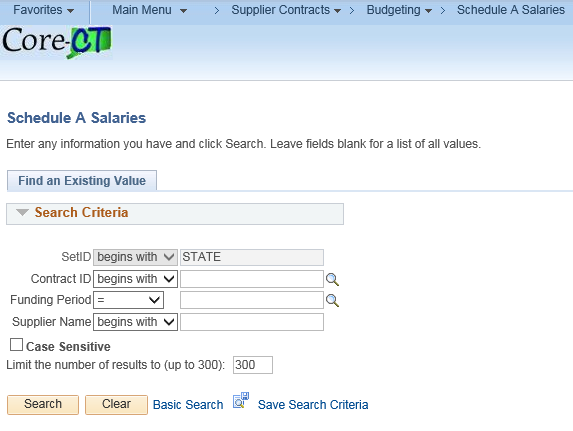 Favorites Main Menu > Supplier Contracts > Budgeting > Schedule A Salaries
Core-CT
Schedule A Salaries
Enter any information you have and click Search. Leave fields blank for a list of all values.
Find an Existing Value
Search Criteria
SetID begins with STATE
Contract ID begins with
Funding Period =
Supplier Name begins with
Case Sensitive
Limit the number of results to (up to 300): 300
Search Clear Basic Search Save Search Criteria